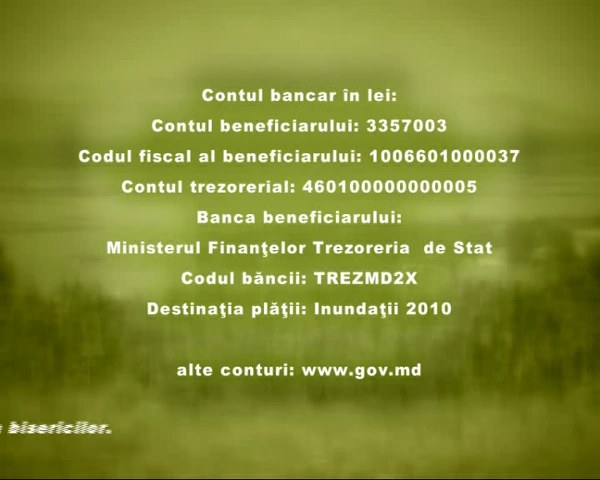 Contul bancar în lei:
Contul beneficiarului: 3357003
Codul fiscal al beneficiarului: 1006601000037
Contul trezorerial: 460100000000005
Banca beneficiarului:
Ministerul Finanţelor Trezoreria de Stat
Codul băncii: TREZMD2X
Destinaţia plăţii: Inundaţii 2010
alte conturi: www.gov.md
bisericilor.